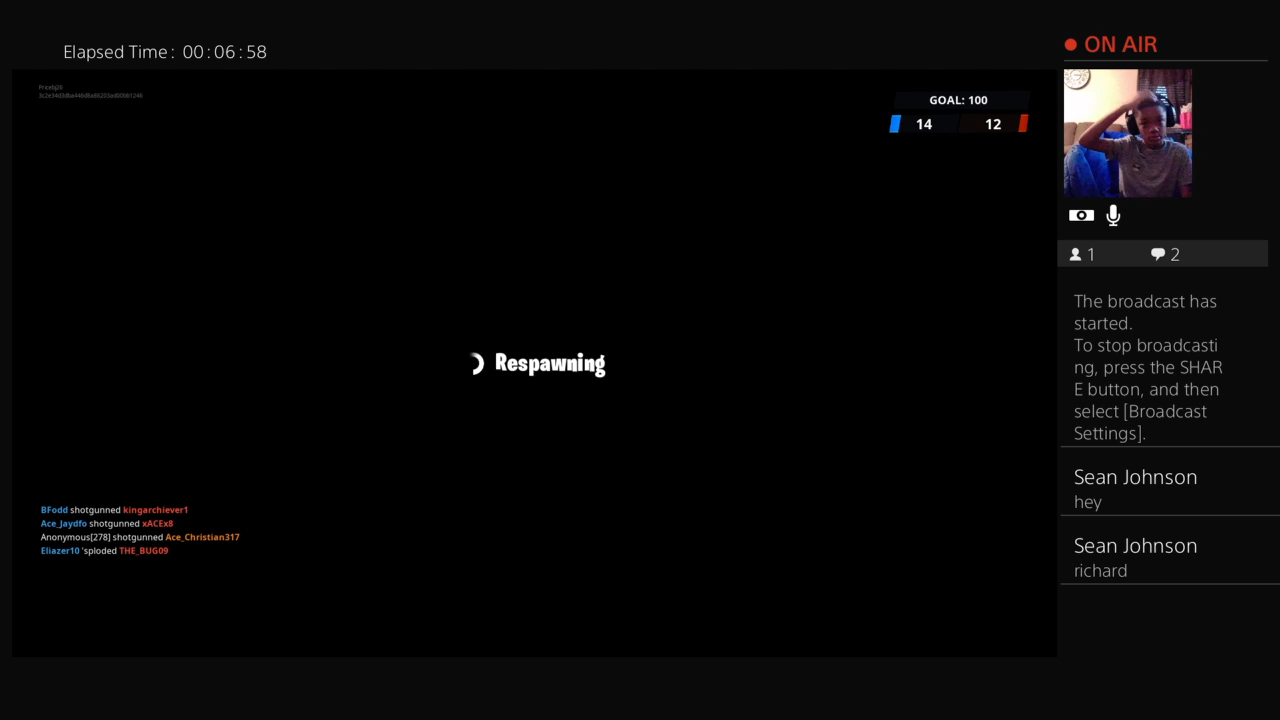 Elapsed Time: 00:06:58
ON AIR
Pricebj26
GOAL: 100
14 12
1 2
The broadcast has
started.
To stop broadcasti
ng, press the SHAR
E button, and then
select [Broadcast
Settings].
Respawning
Sean Johnson
hey
Sean Johnson
richard
BFodd shotgunned kingarchiever1
Ace_Jaydfo shotgunned xACEx8
Anonymous[278] shotgunned Ace_Christian317
Eliazer10 'sploded THE_BUG09